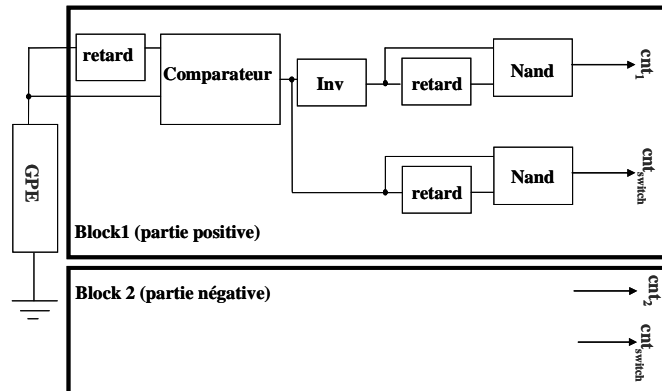 retard
Comparateur
Inv
retard
Nand
cnt1
GPE
retard
Nand
cntswitch
Block1 (partie positive)
Block 2 (partie négative)
cnt2
cntswitch